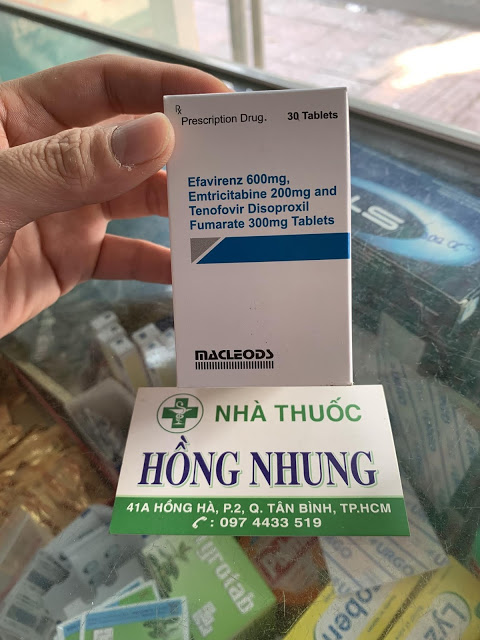 Rx
Prescription Drug.
30 Tablets
Efavirenz 600mg,
Emtricitabine 200mg and
Tenofovir Disoproxil
Fumarate 300mg Tablets
MACLEODS
NHÀ THUỐC
HỒNG NHUNG
41A HỒNG HÀ, P.2, Q. TÂN BÌNH, TP.HCM
: 097 4433 519